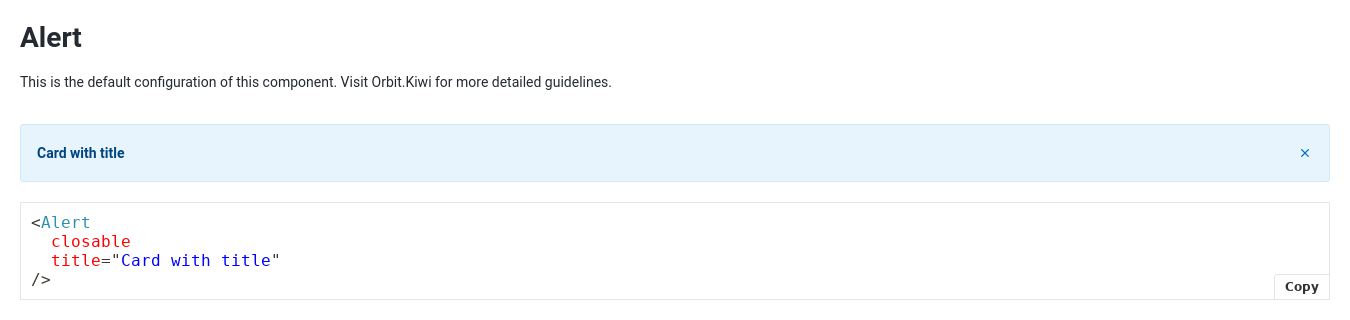 Alert
This is the default configuration of this component. Visit Orbit.Kiwi for more detailed guidelines.
Card with title ×
<Alert
  closable
  title="Card with title"
/>
Copy